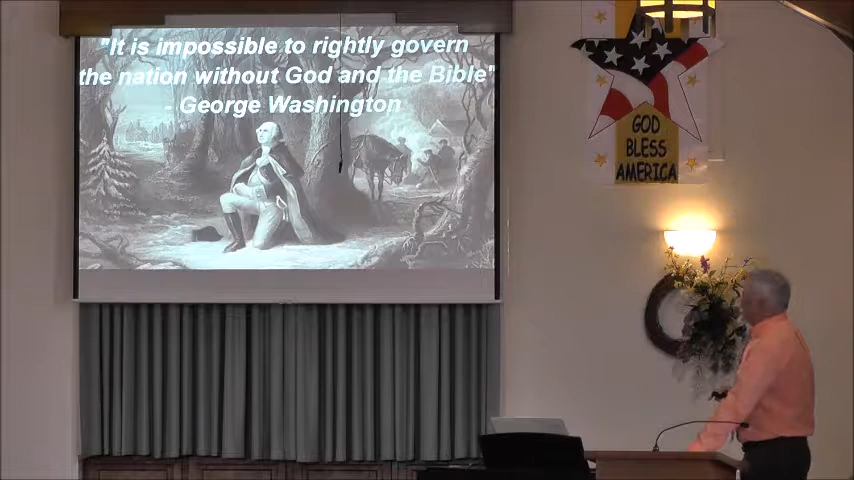 "It is impossible to rightly govern
the nation without God and the Bible"
- George Washington
GOD
BLESS
AMERICA